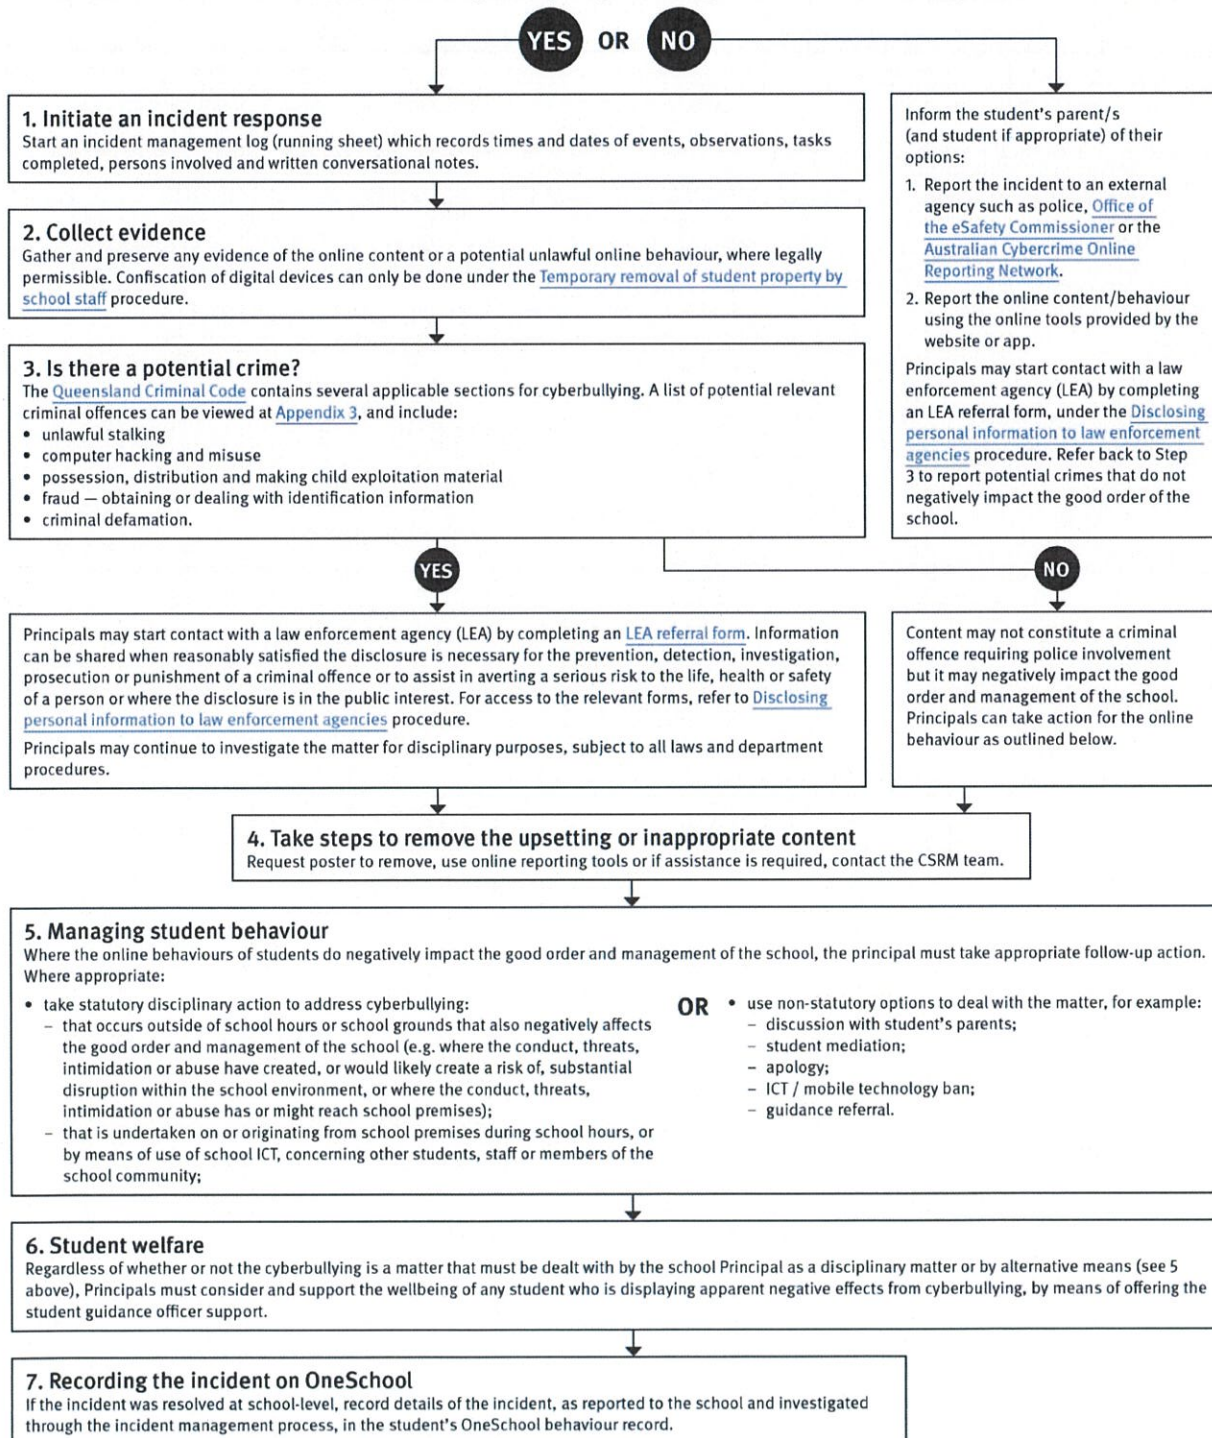 YES OR NO
1. Initiate an incident response
Start an incident management log (running sheet) which records times and dates of events, observations, tasks
completed, persons involved and written conversational notes.
2. Collect evidence
Gather and preserve any evidence of the online content or a potential unlawful online behaviour, where legally
permissible. Confiscation of digital devices can only be done under the Temporary removal of student property by
school staff procedure.
3. Is there a potential crime?
The Queensland Criminal Code contains several applicable sections for cyberbullying. A list of potential relevant
criminal offences can be viewed at Appendix 3, and include:
• unlawful stalking
• computer hacking and misuse
• possession, distribution and making child exploitation material
• fraud — obtaining or dealing with identification information
• criminal defamation.
Inform the student's parent/s
(and student if appropriate) of their
options:
1. Report the incident to an external
agency such as police, Office of
the eSafety Commissioner or the
Australian Cybercrime Online
Reporting Network.
2. Report the online content/behaviour
using the online tools provided by the
website or app.
Principals may start contact with a law
enforcement agency (LEA) by completing
an LEA referral form, under the Disclosing
personal information to law enforcement
agencies procedure. Refer back to Step
3 to report potential crimes that do not
negatively impact the good order of the
school.
YES
NO
Principals may start contact with a law enforcement agency (LEA) by completing an LEA referral form. Information
can be shared when reasonably satisfied the disclosure is necessary for the prevention, detection, investigation,
prosecution or punishment of a criminal offence or to assist in averting a serious risk to the life, health or safety
of a person or where the disclosure is in the public interest. For access to the relevant forms, refer to Disclosing
personal information to law enforcement agencies procedure.
Principals may continue to investigate the matter for disciplinary purposes, subject to all laws and department
procedures.
Content may not constitute a criminal
offence requiring police involvement
but it may negatively impact the good
order and management of the school.
Principals can take action for the online
behaviour as outlined below.
4. Take steps to remove the upsetting or inappropriate content
Request poster to remove, use online reporting tools or if assistance is required, contact the CSRM team.
5. Managing student behaviour
Where the online behaviours of students do negatively impact the good order and management of the school, the principal must take appropriate follow-up action.
Where appropriate:
• take statutory disciplinary action to address cyberbullying:
– that occurs outside of school hours or school grounds that also negatively affects
the good order and management of the school (e.g. where the conduct, threats,
intimidation or abuse have created, or would likely create a risk of, substantial
disruption within the school environment, or where the conduct, threats,
intimidation or abuse has or might reach school premises);
– that is undertaken on or originating from school premises during school hours, or
by means of use of school ICT, concerning other students, staff or members of the
school community;
OR
• use non-statutory options to deal with the matter, for example:
– discussion with student's parents;
– student mediation;
– apology;
– ICT / mobile technology ban;
– guidance referral.
6. Student welfare
Regardless of whether or not the cyberbullying is a matter that must be dealt with by the school Principal as a disciplinary matter or by alternative means (see 5
above), Principals must consider and support the wellbeing of any student who is displaying apparent negative effects from cyberbullying, by means of offering the
student guidance officer support.
7. Recording the incident on OneSchool
If the incident was resolved at school-level, record details of the incident, as reported to the school and investigated
through the incident management process, in the student's OneSchool behaviour record.